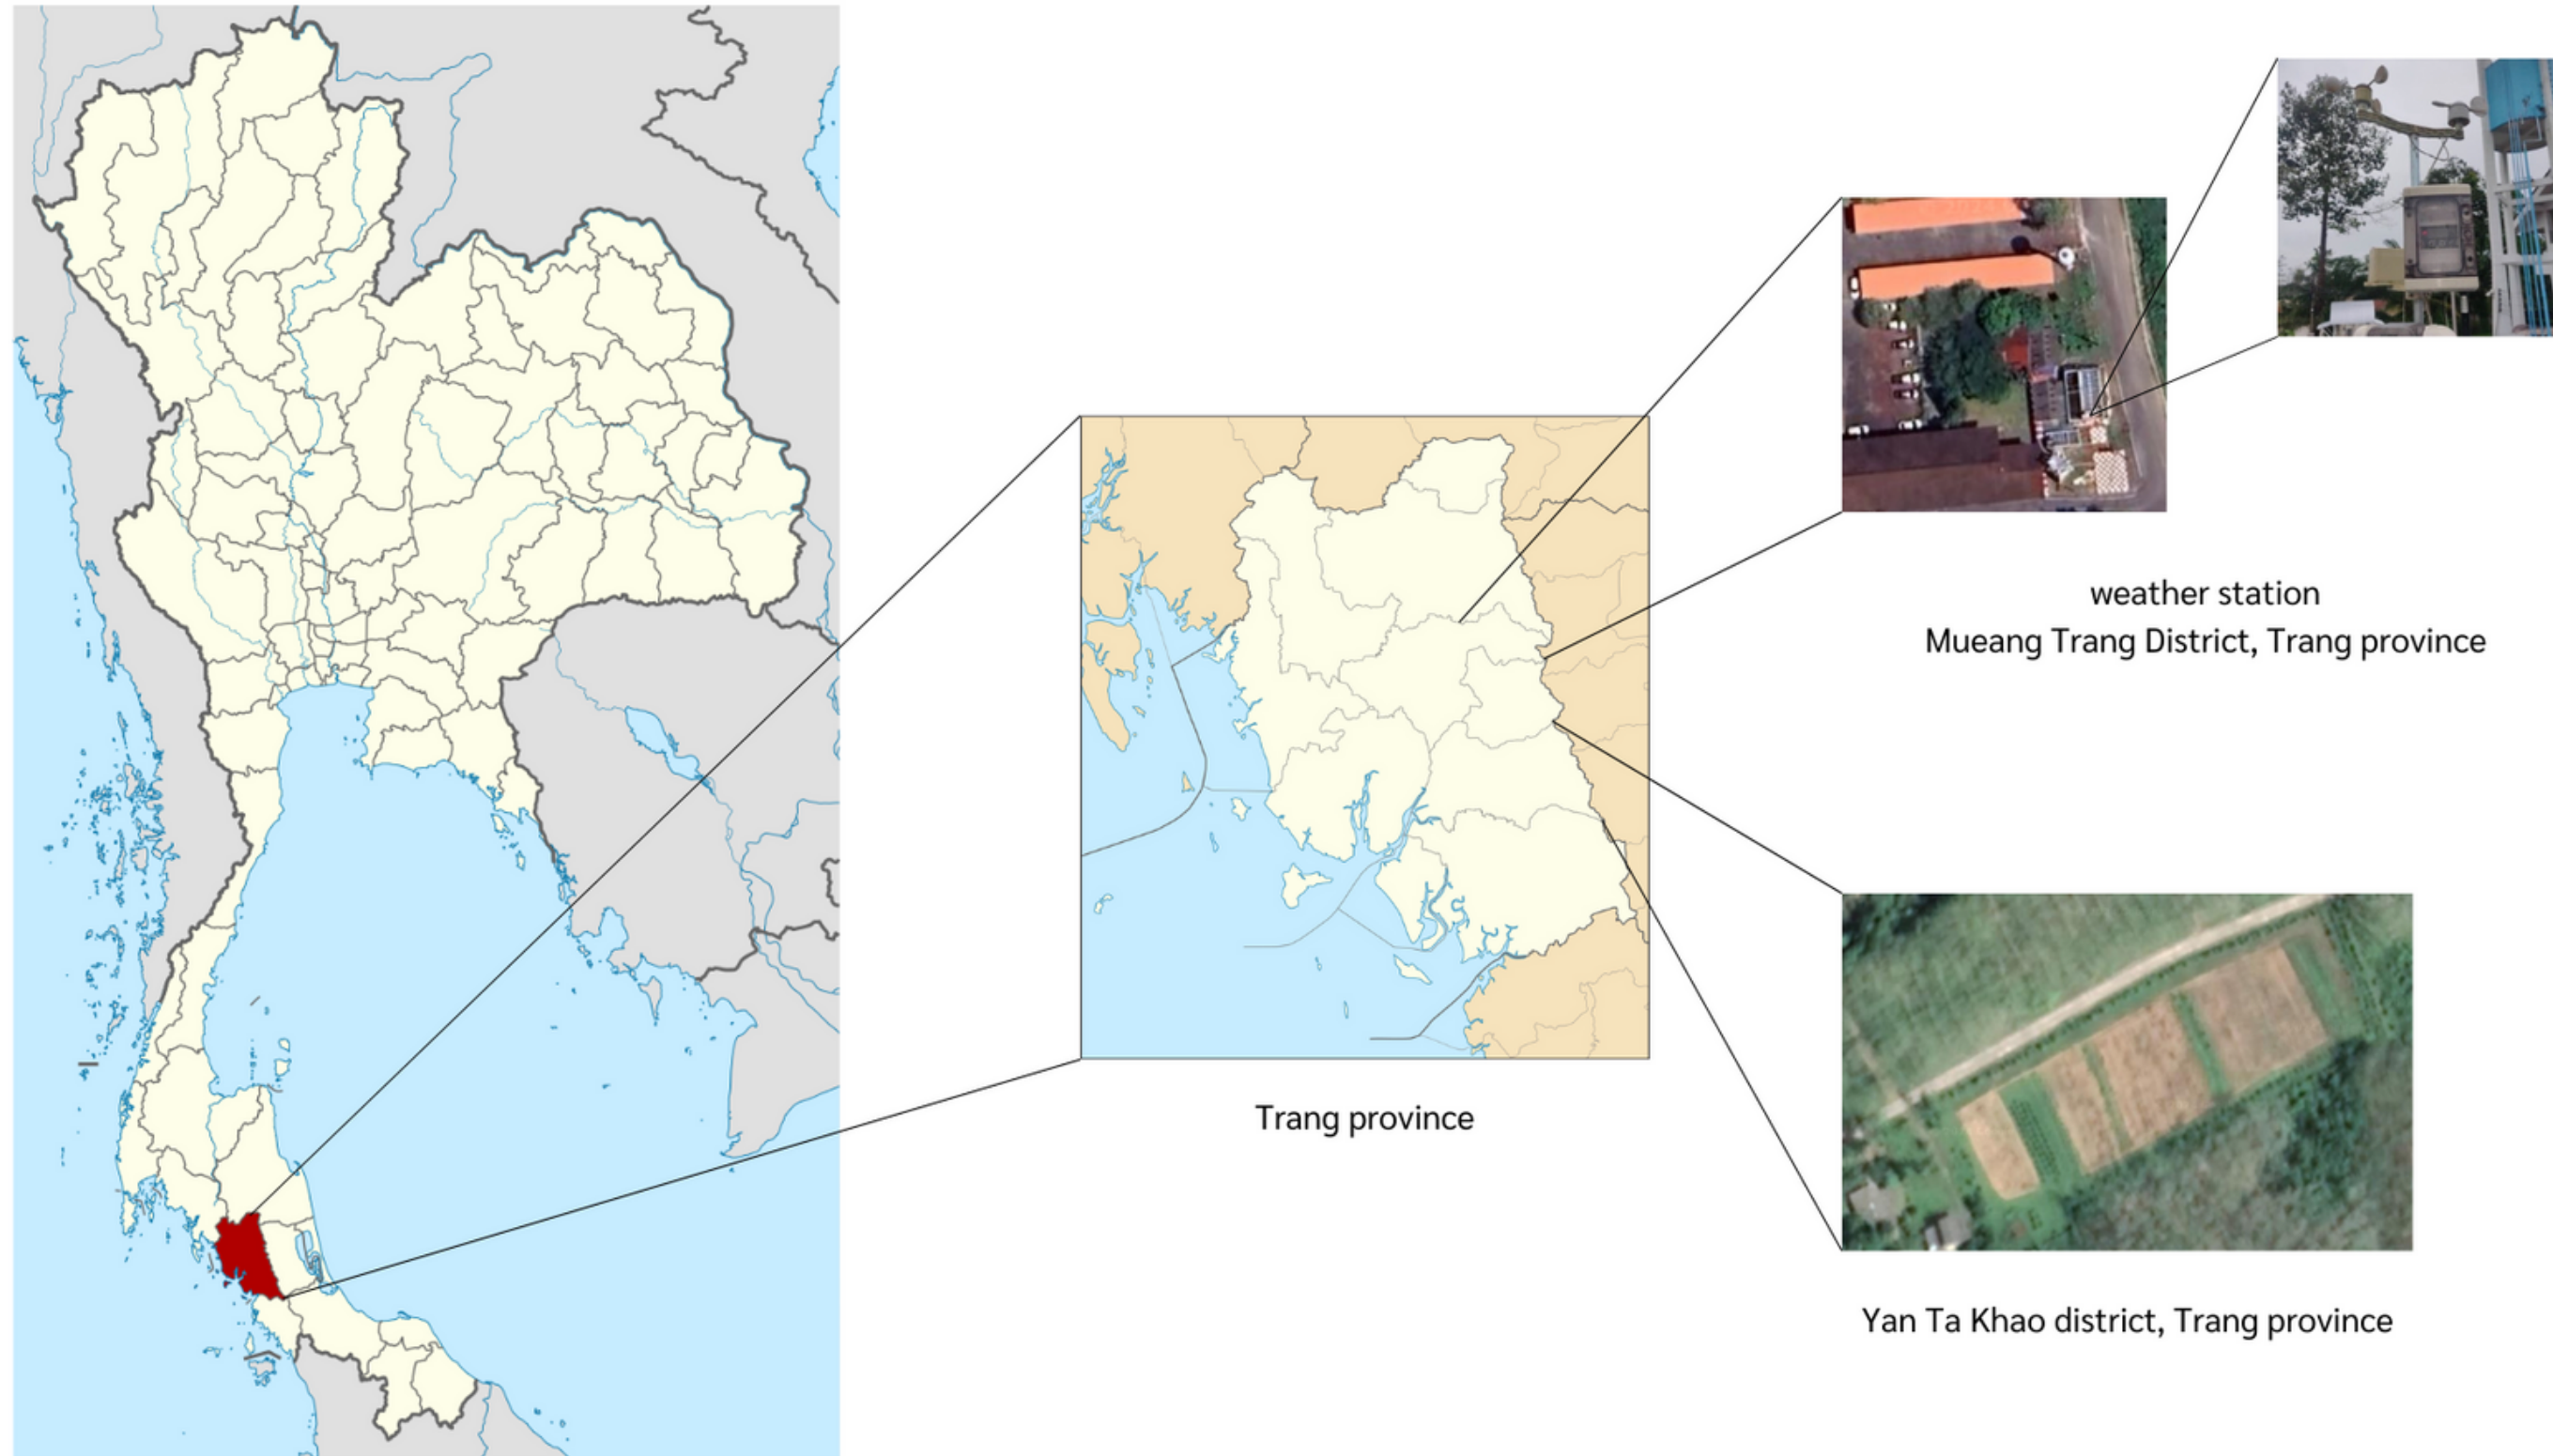 weather station
Mueang Trang District, Trang province
Trang province
Yan Ta Khao district, Trang province